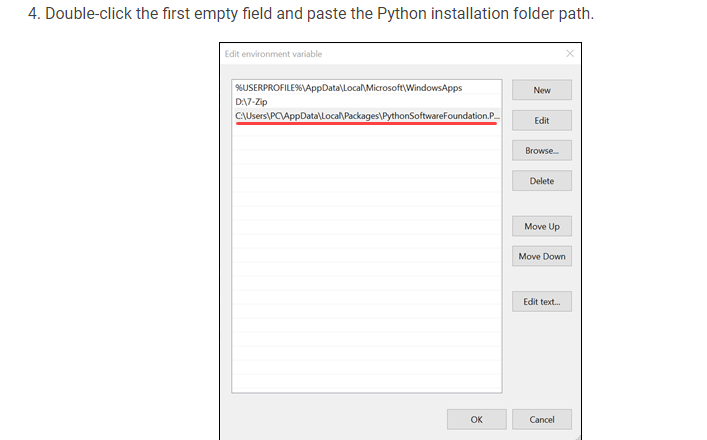 4. Double-click the first empty field and paste the Python installation folder path.
Edit environment variable
%USERPROFILE%\AppData\Local\Microsoft\WindowsApps
D:\7-Zip
C:\Users\PC\AppData\Local\Packages\PythonSoftwareFoundation.P...
New
Edit
Browse...
Delete
Move Up
Move Down
Edit text...
OK
Cancel